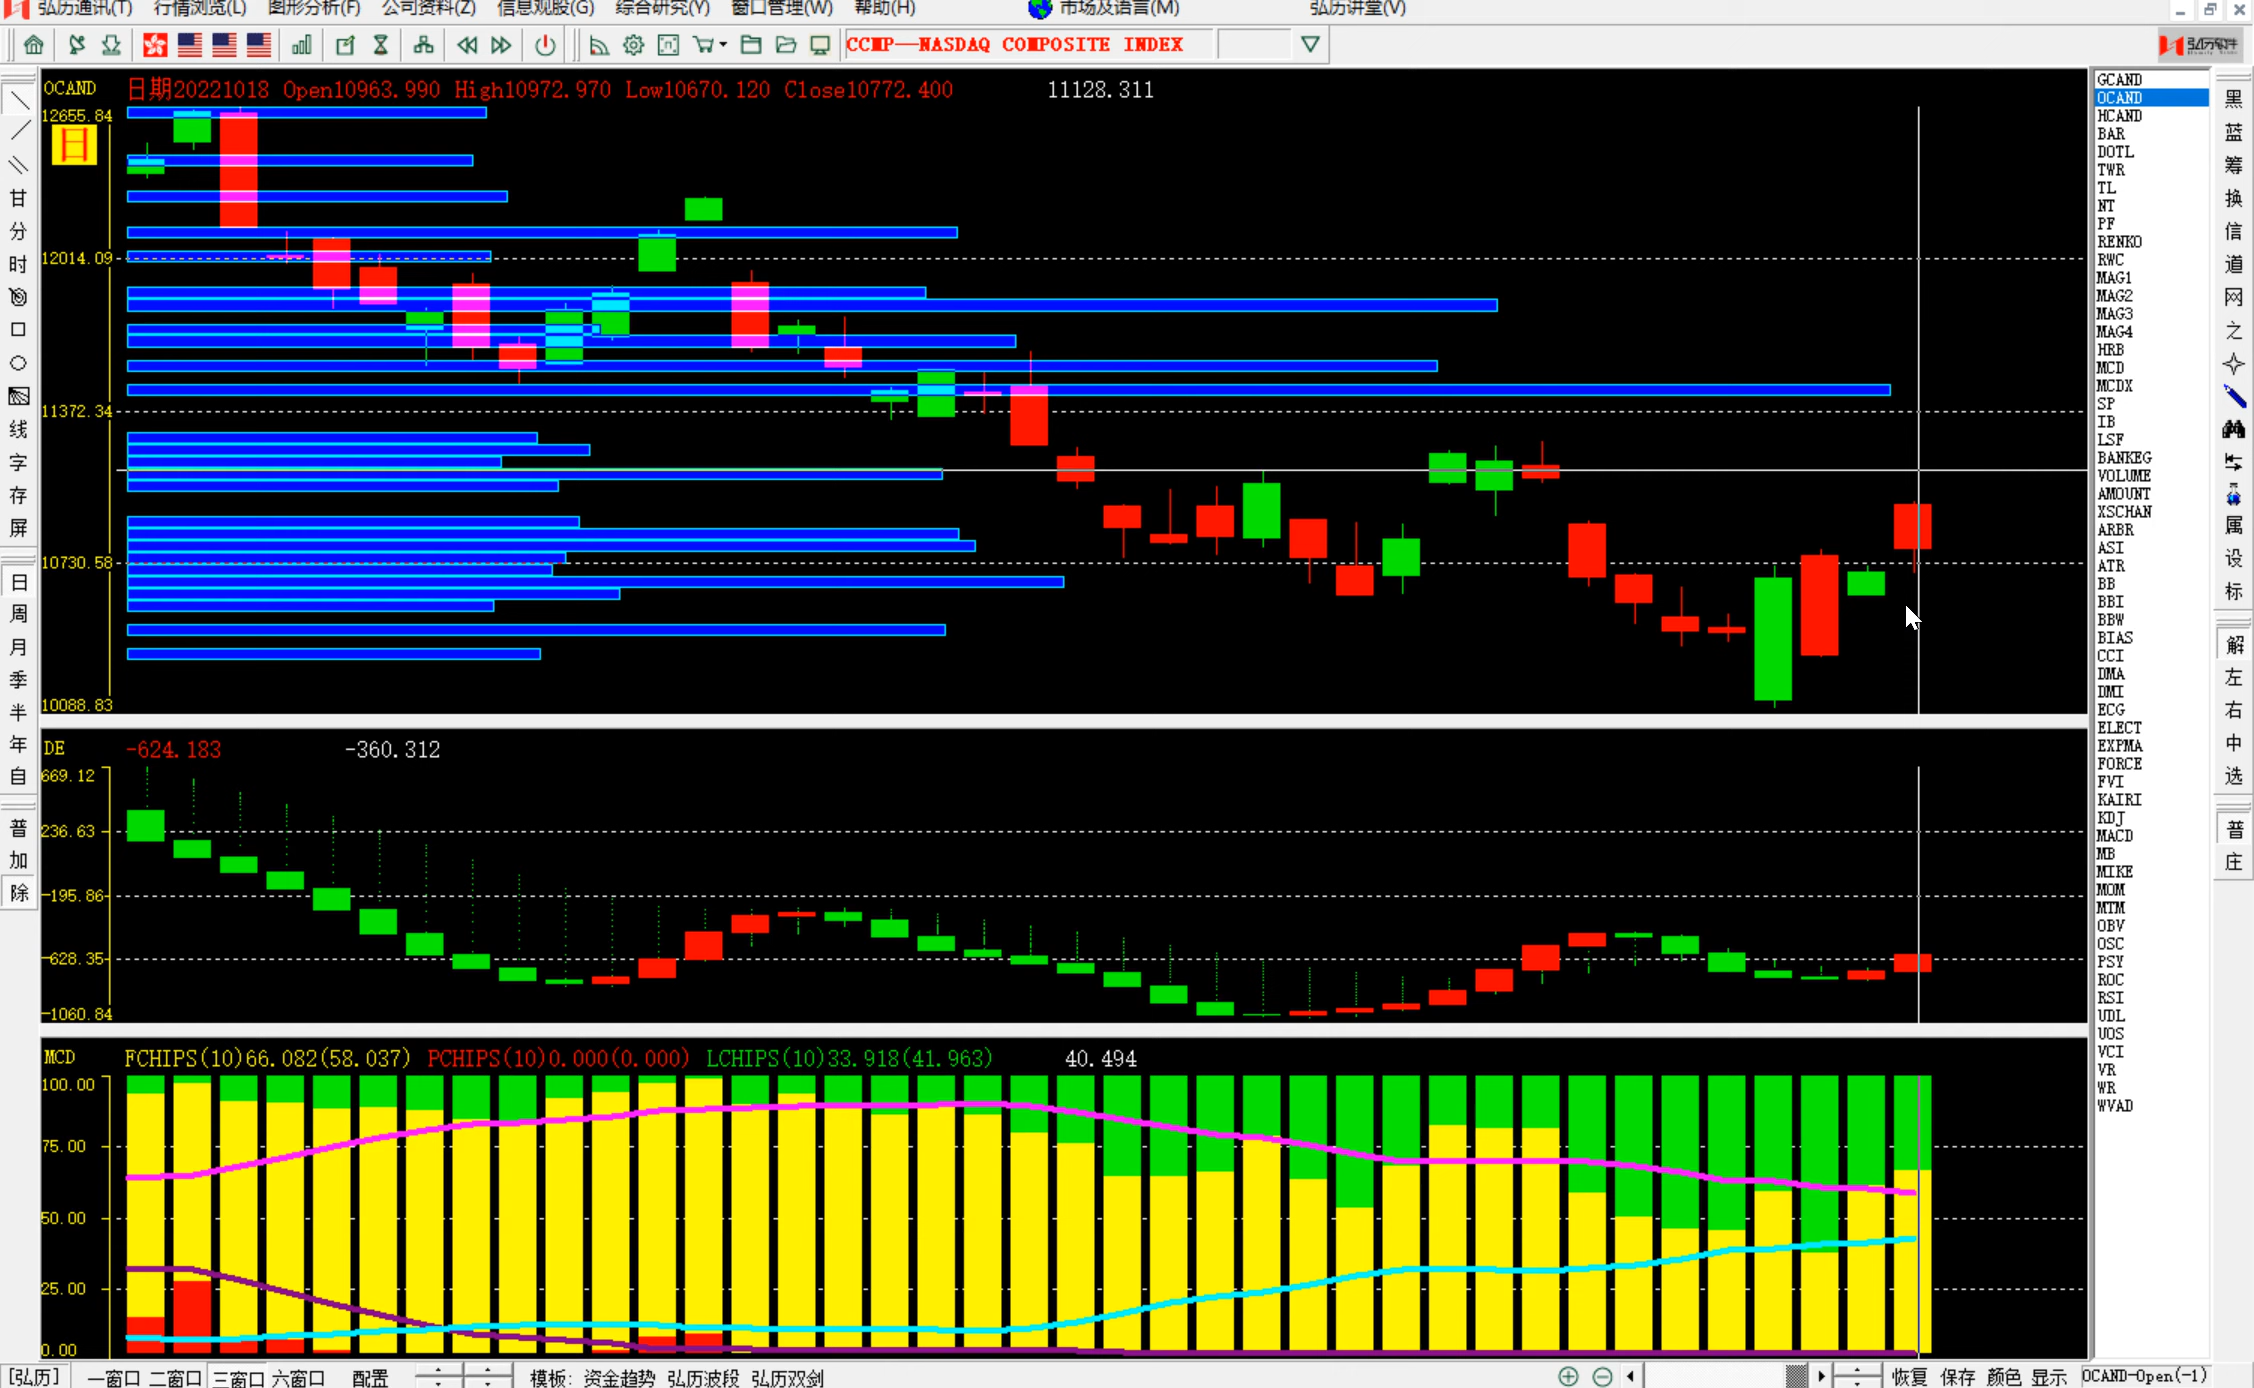 弘历通讯(T) 行情浏览(L) 图形分析(F) 公司资料(Z) 信息观股(G) 综合研究(Y) 窗口管理(W) 帮助(H) 市场及语言(M) 弘历讲堂(V)
CCMP—NASDAQ COMPOSITE INDEX
弘历软件
OCAND 日期20221018 Open10963.990 High10972.970 Low10670.120 Close10772.400 11128.311
12655.84
日
12014.09
11372.34
10730.58
10088.83
DE -624.183 -360.312
669.12
236.63
-195.86
-628.35
-1060.84
MCD FCHIPS(10)66.082(58.037) PCHIPS(10)0.000(0.000) LCHIPS(10)33.918(41.963) 40.494
100.00
75.00
50.00
25.00
0.00
甘
分
时
线
字
存
屏
日
周
月
季
半
年
自
普
加
除
GCAND
OCAND
HCAND
BAR
DOTL
TWR
TL
NT
PF
RENKO
RWC
MAG1
MAG2
MAG3
MAG4
HRB
MCD
MCDX
SP
IB
LSF
BANKEG
VOLUME
AMOUNT
XSCHAN
ARBR
ASI
ATR
BB
BBI
BBW
BIAS
CCI
DMA
DMI
ECG
ELECT
EXPMA
FORCE
FVI
KAIRI
KDJ
MACD
MB
MIKE
MOM
MTM
OBV
OSC
PSY
ROC
RSI
UDL
UOS
VCI
VR
WR
WVAD
黑
蓝
筹
换
信
道
网
之
属
设
标
解
左
右
中
选
普
庄
[弘历] 一窗口 二窗口 三窗口 六窗口 配置 模板: 资金趋势 弘历波段 弘历双剑 恢复 保存 颜色 显示 OCAND-Open(-1)